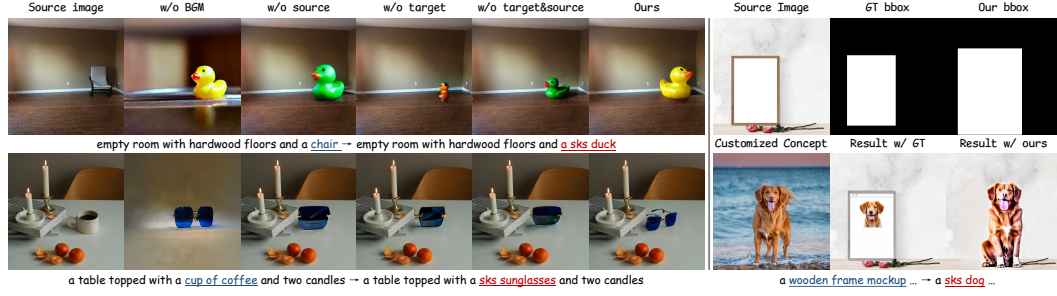 Source image w/o BGM w/o source w/o target w/o target&source Ours
empty room with hardwood floors and a chair → empty room with hardwood floors and a sks duck
a table topped with a cup of coffee and two candles → a table topped with sks sunglasses and two candles
Source Image GT bbox Our bbox
Customized Concept Result w/ GT Result w/ ours
a wooden frame mockup ... → a sks dog ...